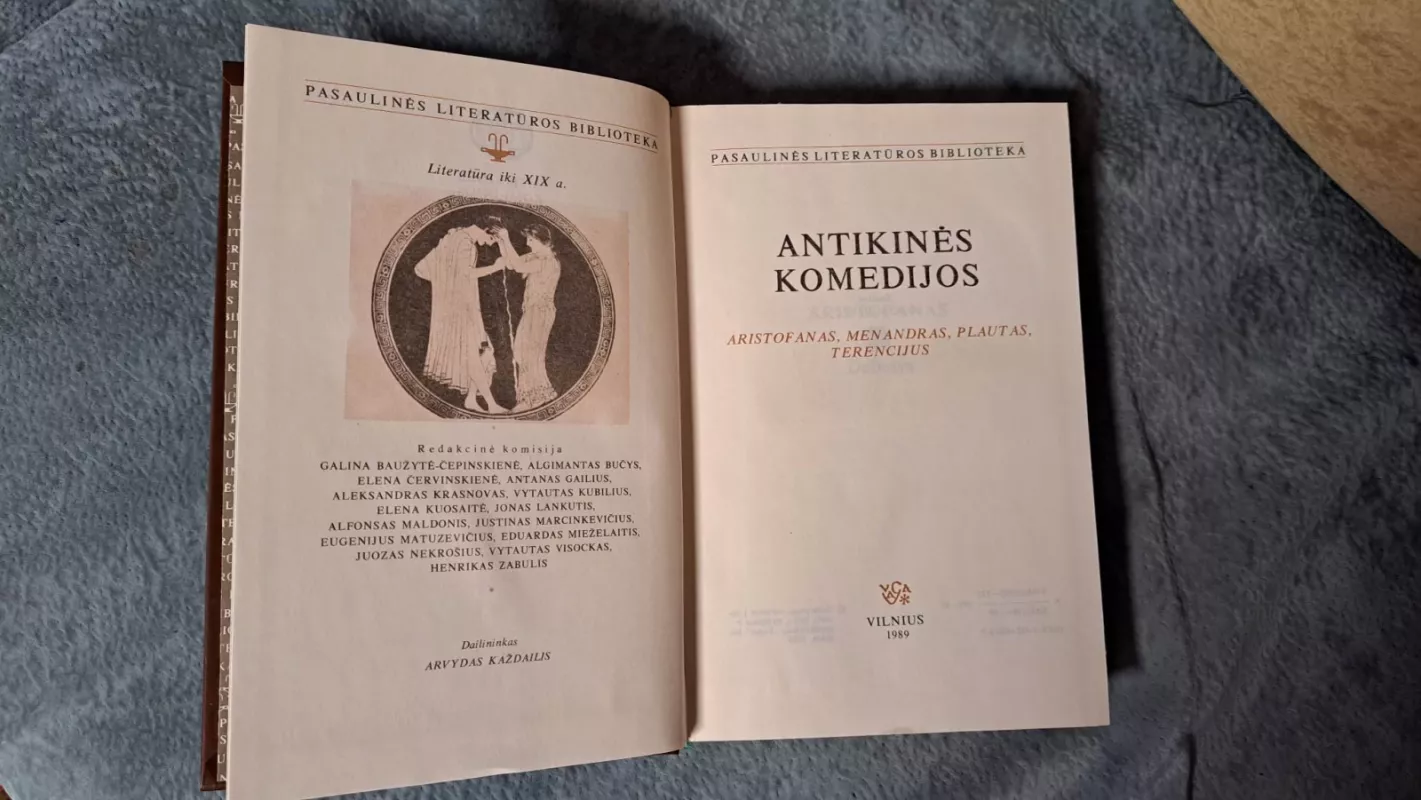 PASAULINĖS LITERATŪROS BIBLIOTEKA
Literatūra iki XIX a.
Redakcinė komisija
GALINA BAUŽYTĖ-ČEPINSKIENĖ, ALGIMANTAS BUČYS,
ELENA ČERVINSKIENĖ, ANTANAS GAILIUS,
ALEKSANDRAS KRASNOVAS, VYTAUTAS KUBILIUS,
ELENA KUOSAITĖ, JONAS LANKUTIS,
ALFONSAS MALDONIS, JUSTINAS MARCINKEVIČIUS,
EUGENIJUS MATUZEVIČIUS, EDUARDAS MIEŽELAITIS,
JUOZAS NEKROŠIUS, VYTAUTAS VISOCKAS,
HENRIKAS ZABULIS
Dailininkas
ARVYDAS KAŽDAILIS
PASAULINĖS LITERATŪROS BIBLIOTEKA
ANTIKINĖS
KOMEDIJOS
ARISTOFANAS, MENANDRAS, PLAUTAS,
TERENCIJUS
VAGA
VILNIUS
1989